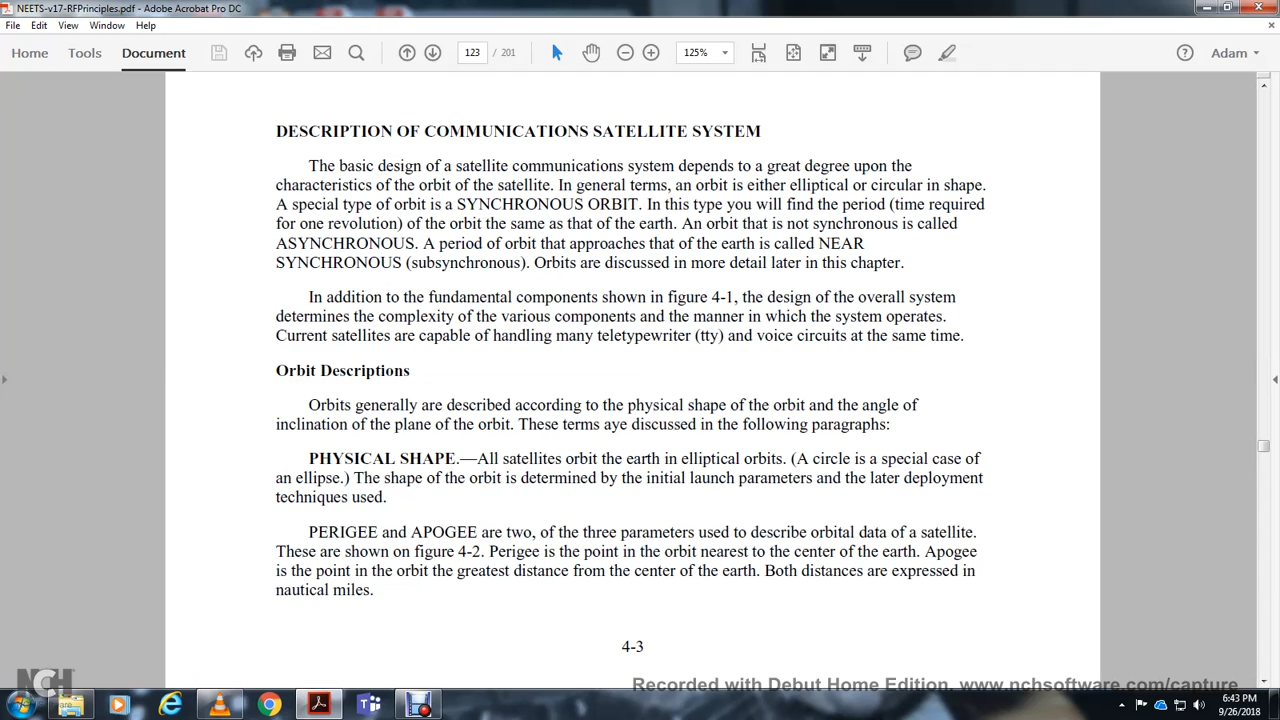 NEETS-v17-RFPrinciples.pdf - Adobe Acrobat Pro DC
File Edit View Window Help
Home Tools Document 123 / 201 125% Adam
DESCRIPTION OF COMMUNICATIONS SATELLITE SYSTEM
The basic design of a satellite communications system depends to a great degree upon the
characteristics of the orbit of the satellite. In general terms, an orbit is either elliptical or circular in shape.
A special type of orbit is a SYNCHRONOUS ORBIT. In this type you will find the period (time required
for one revolution) of the orbit the same as that of the earth. An orbit that is not synchronous is called
ASYNCHRONOUS. A period of orbit that approaches that of the earth is called NEAR
SYNCHRONOUS (subsynchronous). Orbits are discussed in more detail later in this chapter.
In addition to the fundamental components shown in figure 4-1, the design of the overall system
determines the complexity of the various components and the manner in which the system operates.
Current satellites are capable of handling many teletypewriter (tty) and voice circuits at the same time.
Orbit Descriptions
Orbits generally are described according to the physical shape of the orbit and the angle of
inclination of the plane of the orbit. These terms aye discussed in the following paragraphs:
PHYSICAL SHAPE.—All satellites orbit the earth in elliptical orbits. (A circle is a special case of
an ellipse.) The shape of the orbit is determined by the initial launch parameters and the later deployment
techniques used.
PERIGEE and APOGEE are two, of the three parameters used to describe orbital data of a satellite.
These are shown on figure 4-2. Perigee is the point in the orbit nearest to the center of the earth. Apogee
is the point in the orbit the greatest distance from the center of the earth. Both distances are expressed in
nautical miles.
4-3
NCH
Recorded with Debut Home Edition. www.nchsoftware.com/capture
6:43 PM
9/26/2018